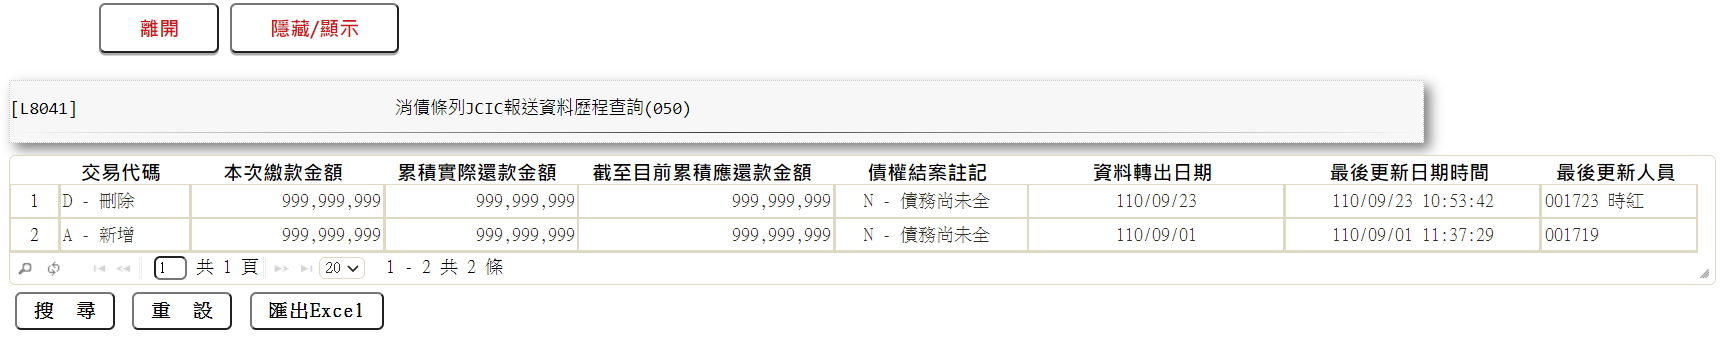 離開 隱藏/顯示
[L8041] 消債條列JCIC報送資料歷程查詢(050)
交易代碼 本次繳款金額 累積實際還款金額 截至目前累積應還款金額 債權結案註記 資料轉出日期 最後更新日期時間 最後更新人員
1 D - 刪除 999,999,999 999,999,999 999,999,999 N - 債務尚未全 110/09/23 110/09/23 10:53:42 001723 時紅
2 A - 新增 999,999,999 999,999,999 999,999,999 N - 債務尚未全 110/09/01 110/09/01 11:37:29 001719
1 共 1 頁 20 1 - 2 共 2 條
搜 尋 重 設 匯出Excel